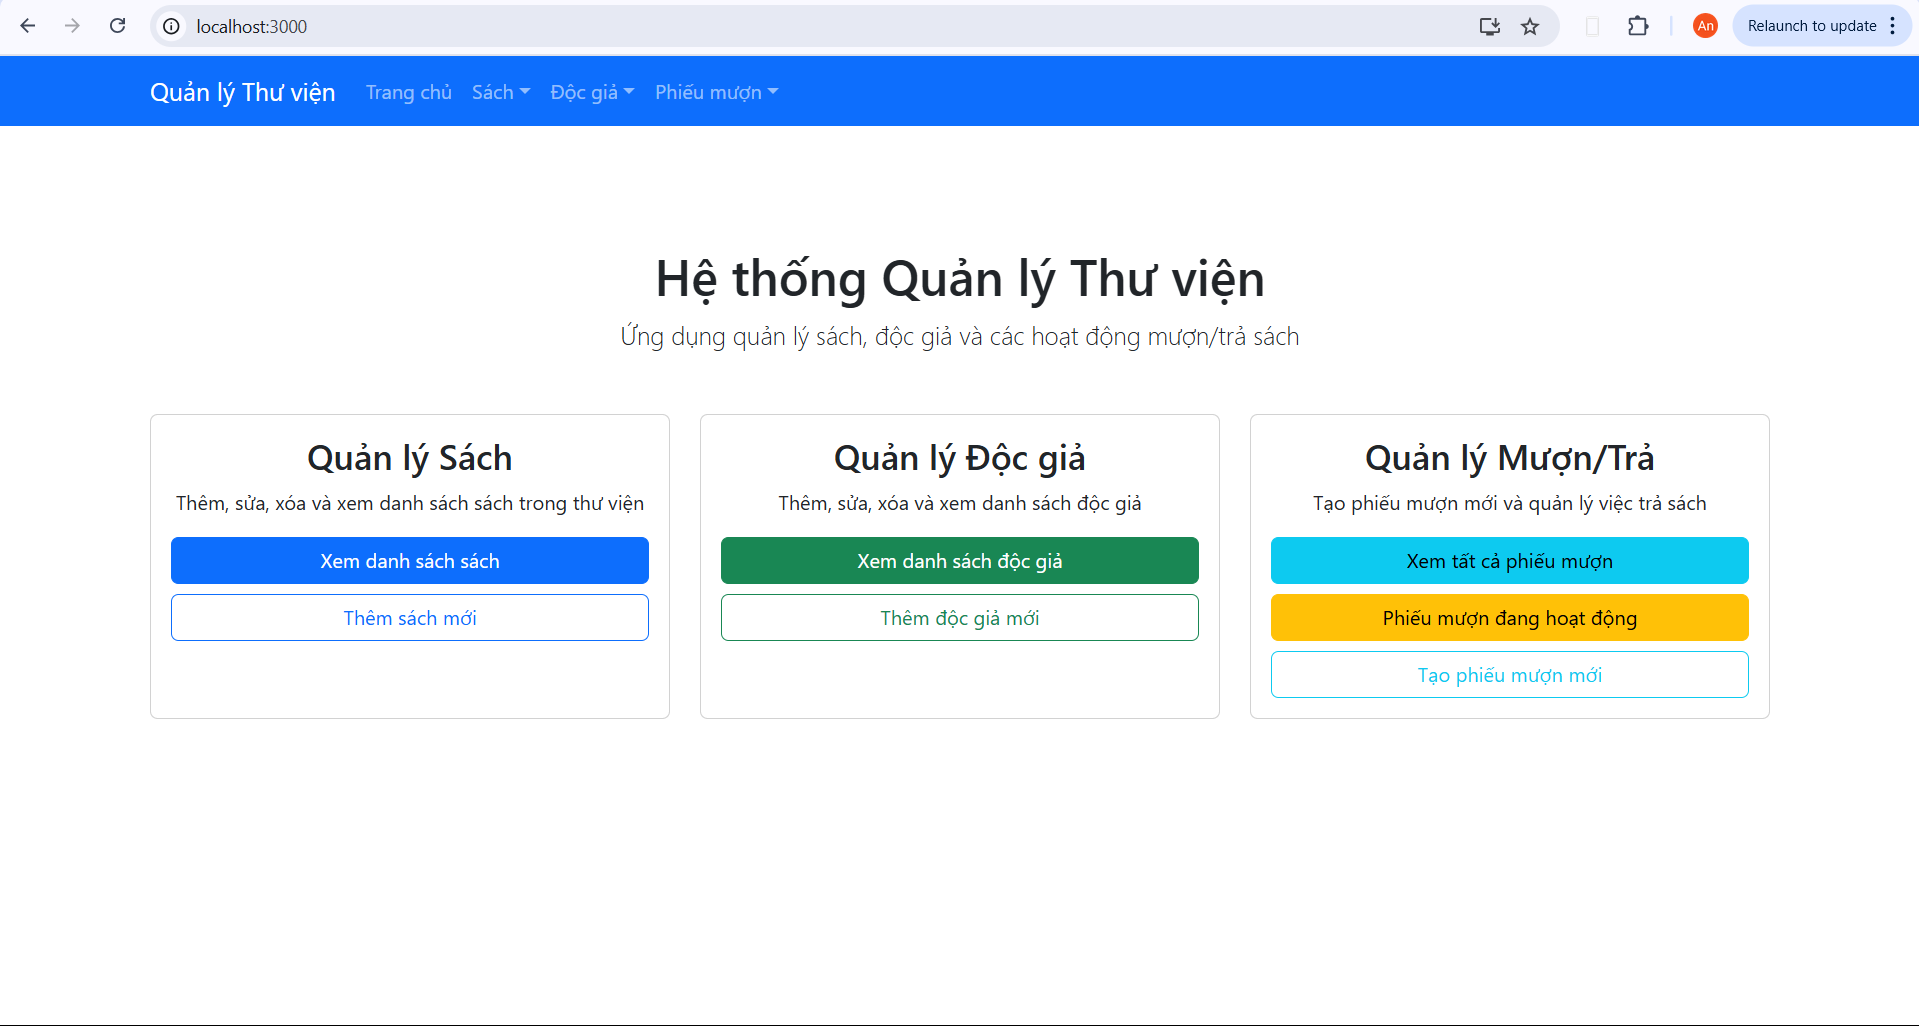 localhost:3000
An
Relaunch to update
Quản lý Thư viện Trang chủ Sách Độc giả Phiếu mượn
Hệ thống Quản lý Thư viện
Ứng dụng quản lý sách, độc giả và các hoạt động mượn/trả sách
Quản lý Sách
Thêm, sửa, xóa và xem danh sách sách trong thư viện
Xem danh sách sách
Thêm sách mới
Quản lý Độc giả
Thêm, sửa, xóa và xem danh sách độc giả
Xem danh sách độc giả
Thêm độc giả mới
Quản lý Mượn/Trả
Tạo phiếu mượn mới và quản lý việc trả sách
Xem tất cả phiếu mượn
Phiếu mượn đang hoạt động
Tạo phiếu mượn mới